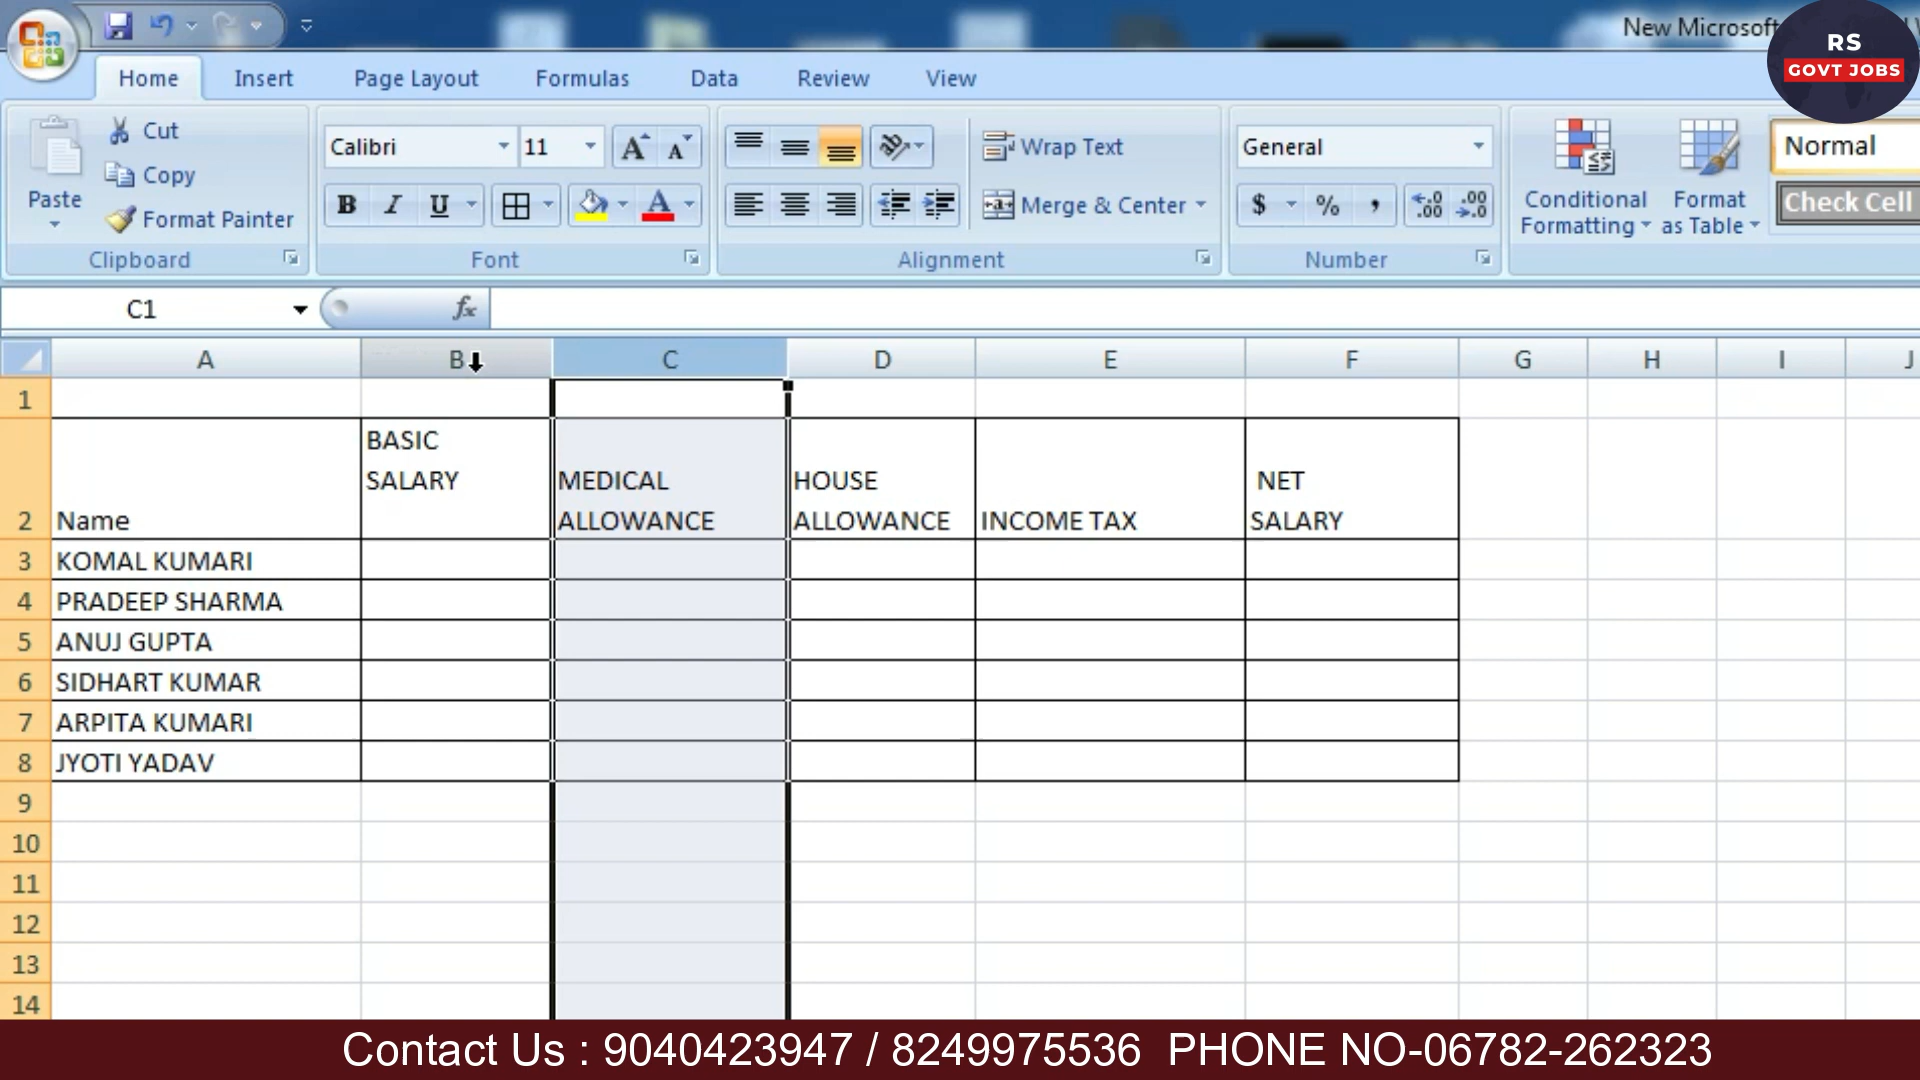 New Microsoft
RS
GOVT JOBS
Home Insert Page Layout Formulas Data Review View
Cut
Copy
Paste
Format Painter
Clipboard
Calibri 11
B I U
Font
Wrap Text
Merge & Center
Alignment
General
$ % ,
Number
Conditional
Formatting
Format
as Table
Normal
Check Cell
C1 fx
A B C D E F G H I J
1
2 Name BASIC SALARY MEDICAL ALLOWANCE HOUSE ALLOWANCE INCOME TAX NET SALARY
3 KOMAL KUMARI
4 PRADEEP SHARMA
5 ANUJ GUPTA
6 SIDHART KUMAR
7 ARPITA KUMARI
8 JYOTI YADAV
9
10
11
12
13
14
Contact Us : 9040423947 / 8249975536 PHONE NO-06782-262323